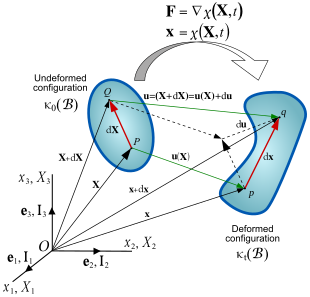 F = ∇χ(X,t)
x = χ(X,t)
Undeformed
configuration
κ₀(ℬ)
Q
u=(X+dX)=u(X)+du
q
du
dX
P
dx
X+dX
u(X)
X
x+dx
p
x
x₃, X₃
e₃, I₃
O
x₂, X₂
e₂, I₂
e₁, I₁
x₁, X₁
Deformed
configuration
κₜ(ℬ)